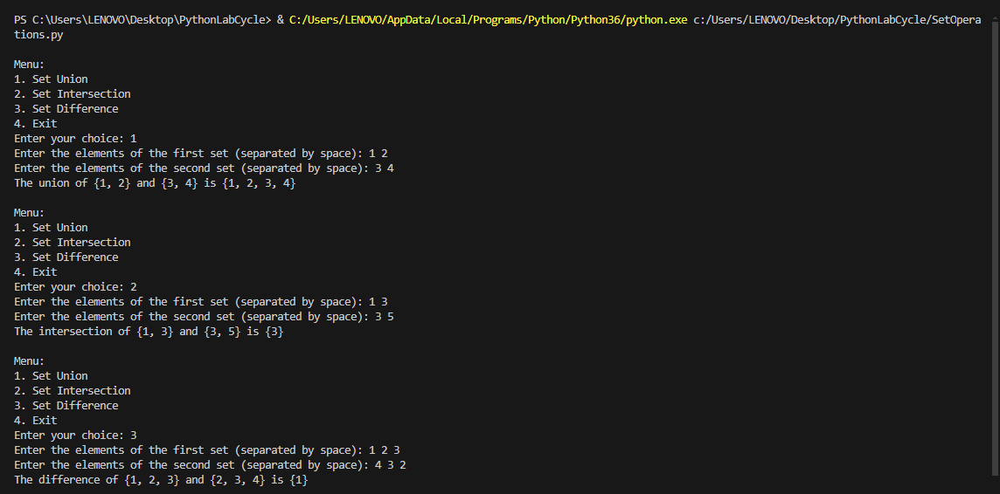 PS C:\Users\LENOVO\Desktop\PythonLabCycle> & C:/Users/LENOVO/AppData/Local/Programs/Python/Python36/python.exe c:/Users/LENOVO/Desktop/PythonLabCycle/SetOpera
tions.py
Menu:
1. Set Union
2. Set Intersection
3. Set Difference
4. Exit
Enter your choice: 1
Enter the elements of the first set (separated by space): 1 2
Enter the elements of the second set (separated by space): 3 4
The union of {1, 2} and {3, 4} is {1, 2, 3, 4}
Menu:
1. Set Union
2. Set Intersection
3. Set Difference
4. Exit
Enter your choice: 2
Enter the elements of the first set (separated by space): 1 3
Enter the elements of the second set (separated by space): 3 5
The intersection of {1, 3} and {3, 5} is {3}
Menu:
1. Set Union
2. Set Intersection
3. Set Difference
4. Exit
Enter your choice: 3
Enter the elements of the first set (separated by space): 1 2 3
Enter the elements of the second set (separated by space): 4 3 2
The difference of {1, 2, 3} and {2, 3, 4} is {1}